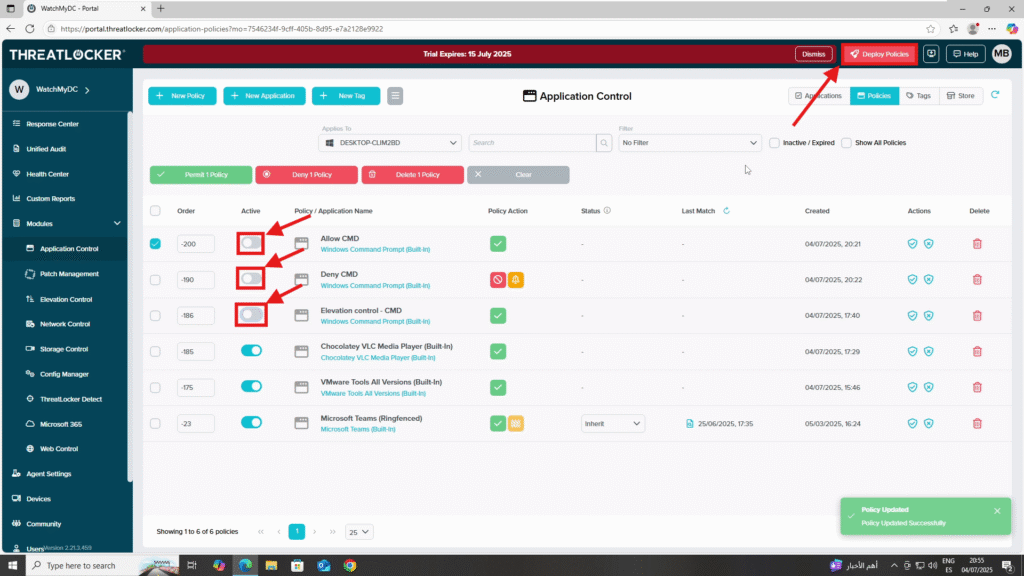 WatchMyDC - Portal
https://portal.threatlocker.com/application-policies?mo=7546234f-9cff-405b-8d95-e7a2128e9922
THREATLOCKER
Trial Expires: 15 July 2025
Dismiss
Deploy Policies
Help
MB
W
WatchMyDC
Response Center
Unified Audit
Health Center
Custom Reports
Modules
Application Control
Patch Management
Elevation Control
Network Control
Storage Control
Config Manager
ThreatLocker Detect
Microsoft 365
Web Control
Agent Settings
Devices
Community
Users
Version 2.21.3.459
New Policy
New Application
New Tag
Application Control
Applications
Policies
Tags
Store
Applies To
DESKTOP-CLIM2BD
Search
Filter
No Filter
Inactive / Expired
Show All Policies
Permit 1 Policy
Deny 1 Policy
Delete 1 Policy
Clear
Order Active Policy / Application Name Policy Action Status Last Match Created Actions Delete
-200 Allow CMD - - 04/07/2025, 20:21
Windows Command Prompt (Built-In)
-190 Deny CMD - - 04/07/2025, 20:22
Windows Command Prompt (Built-In)
-186 Elevation control - CMD - - 04/07/2025, 17:40
Windows Command Prompt (Built-In)
-185 Chocolatey VLC Media Player (Built-In) - - 04/07/2025, 17:29
Chocolatey VLC Media Player (Built-In)
-175 VMware Tools All Versions (Built-In) - - 04/07/2025, 15:46
VMware Tools All Versions (Built-In)
-23 Microsoft Teams (Ringfenced) Inherit 25/06/2025, 17:35 05/03/2025, 16:24
Microsoft Teams (Built-In)
Showing 1 to 6 of 6 policies
1
25
Policy Updated
Policy Updated Successfully
Type here to search
أهم الأخبار
ENG
ES
20:55
04/07/2025
2